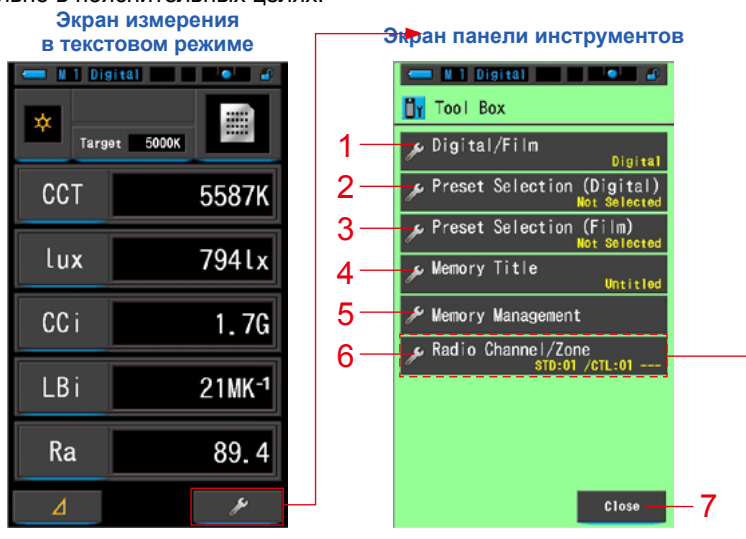 в пояснительных целях.
Экран измерения
в текстовом режиме
M 1 Digital
Target 5000K
CCT 5587K
lux 794lx
CCi 1.7G
LBi 21MK-1
Ra 89.4
Экран панели инструментов
M 1 Digital
Tool Box
1 Digital/Film
Digital
2 Preset Selection (Digital)
Not Selected
3 Preset Selection (Film)
Not Selected
4 Memory Title
Untitled
5 Memory Management
6 Radio Channel/Zone
STD:01 /CTL:01 ---
Close 7